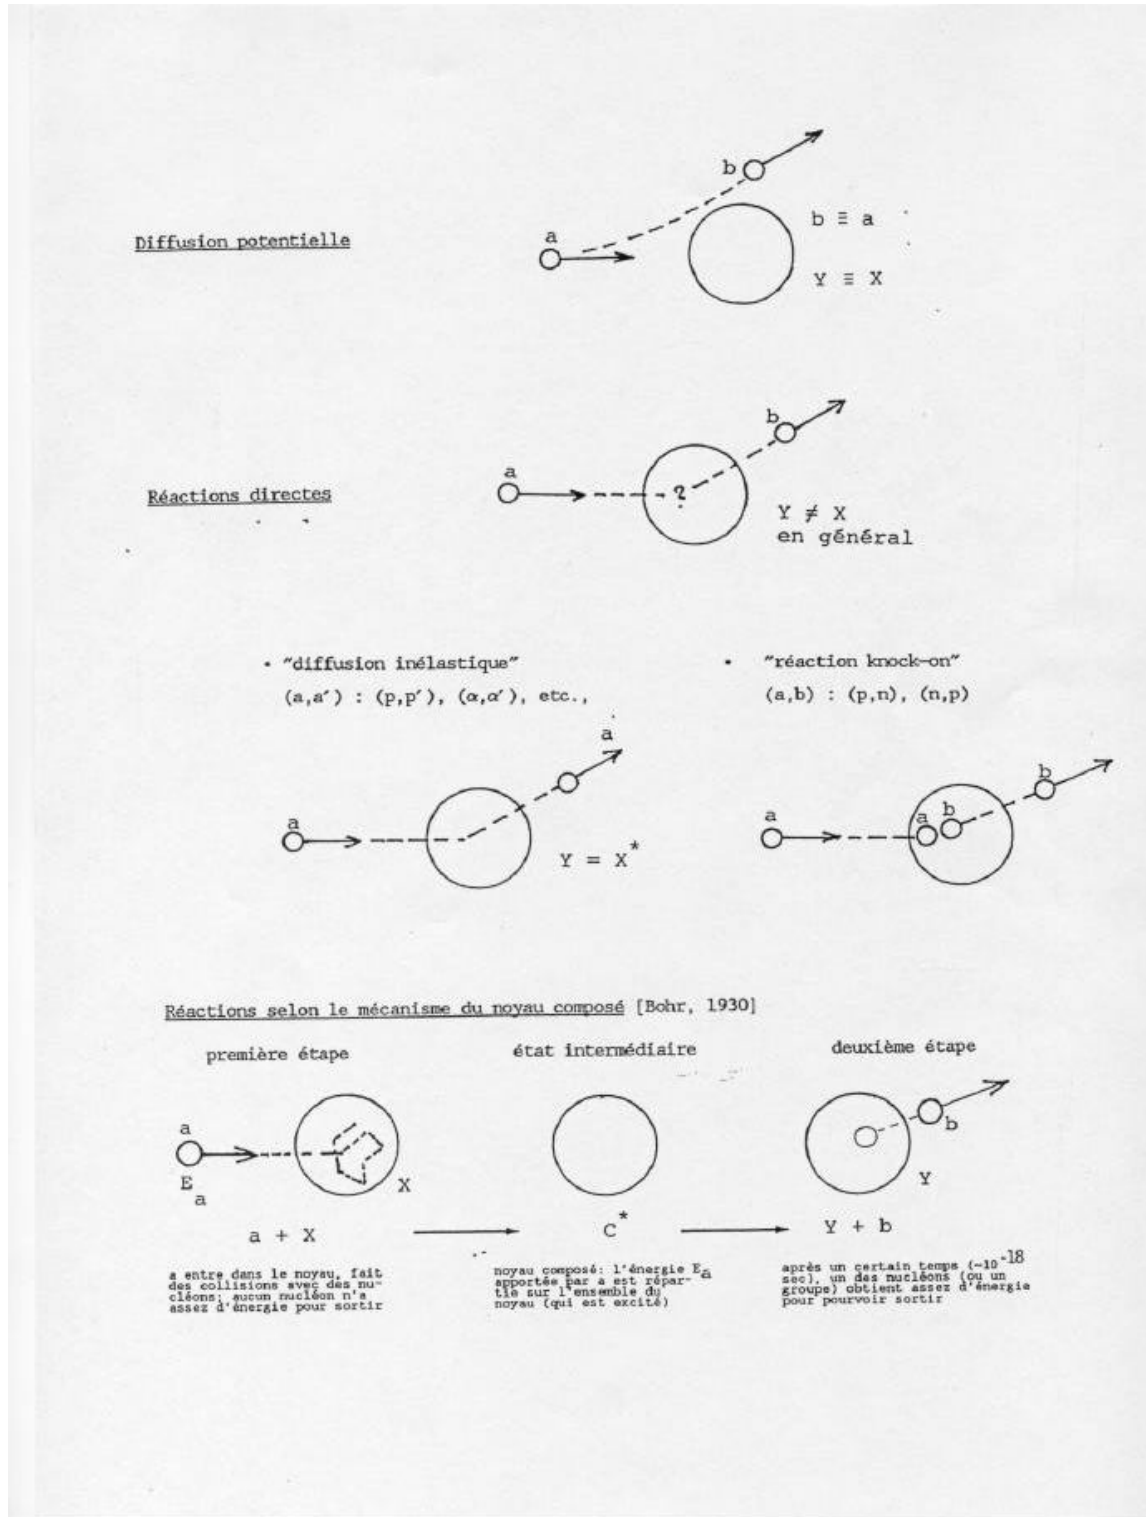 b
b ≡ a
a
Diffusion potentielle
Y ≡ X
b
a
Réactions directes
?
Y ≠ X
en général
• "diffusion inélastique"
• "réaction knock-on"
(a,a′) : (p,p′), (α,α′), etc.,
(a,b) : (p,n), (n,p)
a
a
Y = X*
b
a b
a
Réactions selon le mécanisme du noyau composé [Bohr, 1930]
première étape
état intermédiaire
deuxième étape
a
E
a
X
b
Y
a + X
C*
Y + b
a entre dans le noyau, fait
des collisions avec des nu-
cléons; aucun nucléon n'a
assez d'énergie pour sortir
noyau composé: l'énergie Ea
apportée par a est répar-
tie sur l'ensemble du
noyau (qui est excité)
après un certain temps (~10-18
sec), un des nucléons (ou un
groupe) obtient assez d'énergie
pour pourvoir sortir